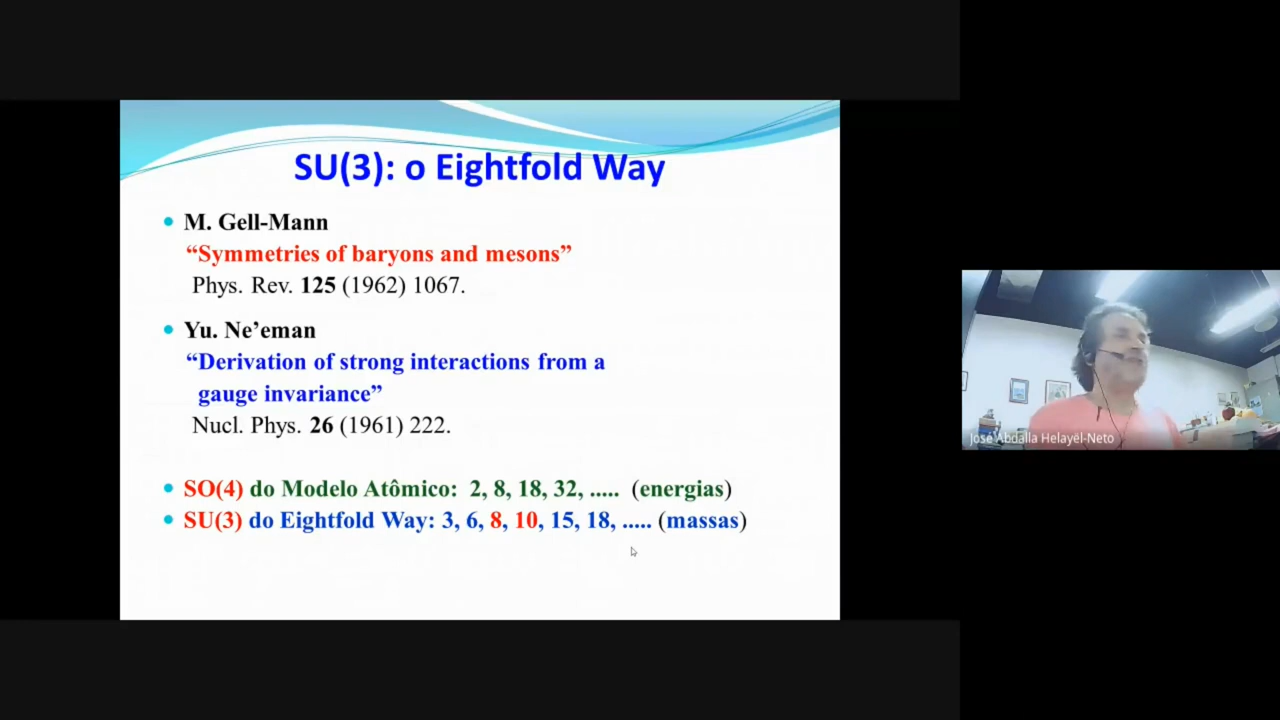 SU(3): o Eightfold Way
• M. Gell-Mann
“Symmetries of baryons and mesons”
Phys. Rev. 125 (1962) 1067.
• Yu. Ne’eman
“Derivation of strong interactions from a
gauge invariance”
Nucl. Phys. 26 (1961) 222.
• SO(4) do Modelo Atômico: 2, 8, 18, 32, ..... (energias)
• SU(3) do Eightfold Way: 3, 6, 8, 10, 15, 18, ..... (massas)
José Abdalla Helayël-Neto